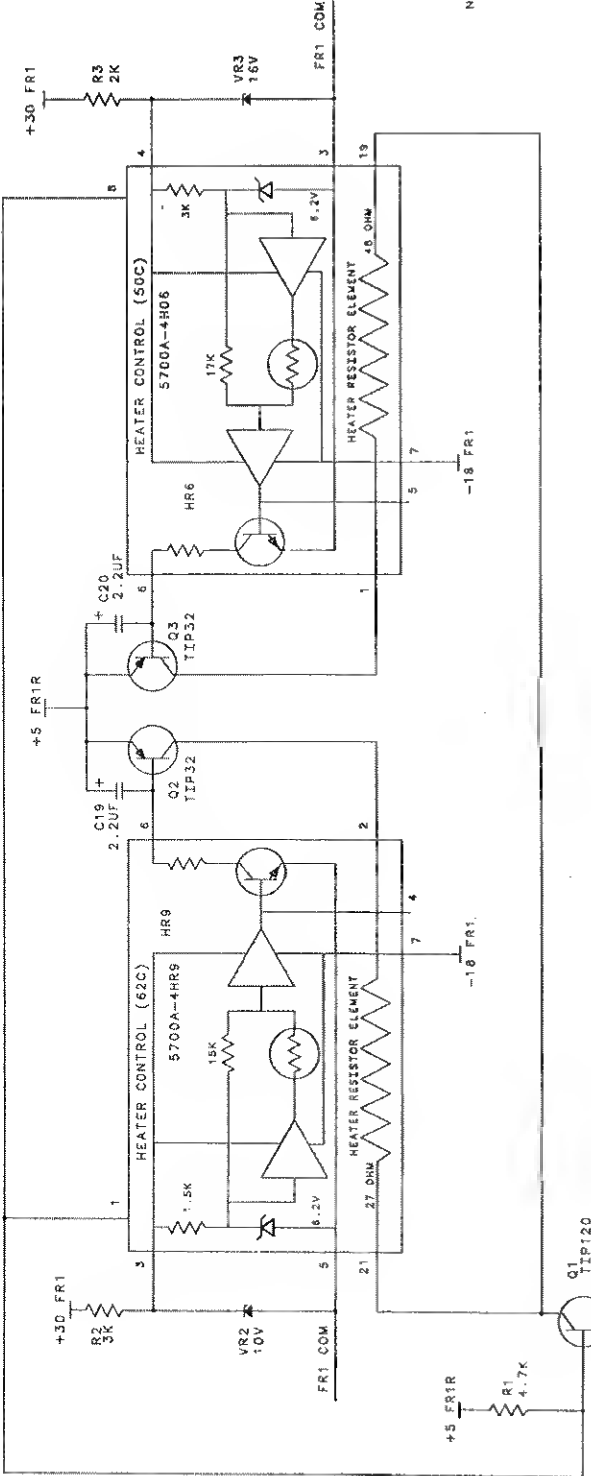 +30 FR1
R3
2K
VR3
16V
FR1 COM
N
8
4
3
19
HEATER CONTROL (50C)
5700A-4H06
3K
6.2V
17K
HR6
HEATER RESISTOR ELEMENT
48 OHM
6
5
7
1
-18 FR1
+5 FR1R
C20
2.2UF
+
Q3
TIP32
C19
2.2UF
+
Q2
TIP32
6
2
4
7
-18 FR1
HEATER CONTROL (62C)
5700A-4HR9
HR9
15K
1.5K
6.2V
HEATER RESISTOR ELEMENT
27 OHM
1
3
5
21
+30 FR1
R2
3K
VR2
10V
FR1 COM
+5 FR1R
R1
4.7K
Q1
TIP120